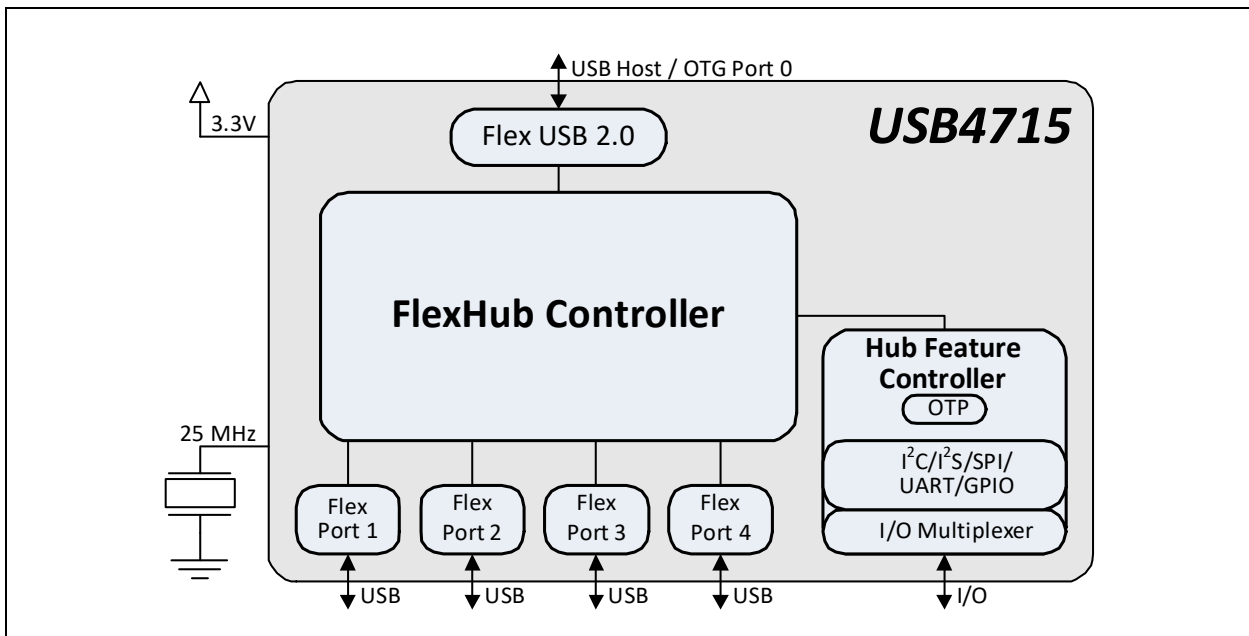 USB Host / OTG Port 0
3.3V
USB4715
Flex USB 2.0
FlexHub Controller
Hub Feature
Controller
OTP
25 MHz
I²C/I²S/SPI/
UART/GPIO
Flex
Port 1
Flex
Port 2
Flex
Port 3
Flex
Port 4
I/O Multiplexer
USB
USB
USB
USB
I/O